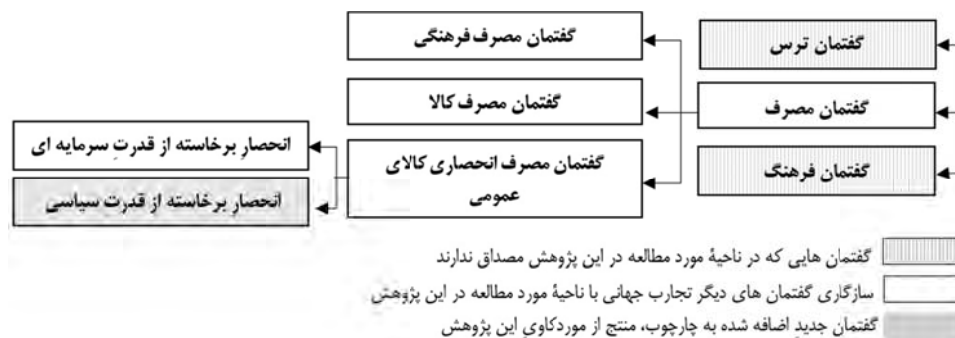 گفتمان ترس
گفتمان مصرف
گفتمان فرهنگ
گفتمان مصرف فرهنگی
گفتمان مصرف کالا
گفتمان مصرف انحصاری کالای
عمومی
انحصارِ برخاسته از قدرتِ سرمایه ای
انحصار برخاسته از قدرت سیاسی
گفتمان هایی که در ناحیهٔ مورد مطالعه در این پژوهش مصداق ندارند
سازگاری گفتمان های دیگر تجارب جهانی با ناحیهٔ مورد مطالعه در این پژوهش
گفتمان جدیدِ اضافه شده به چارچوب، منتج از موردکاویِ این پژوهش